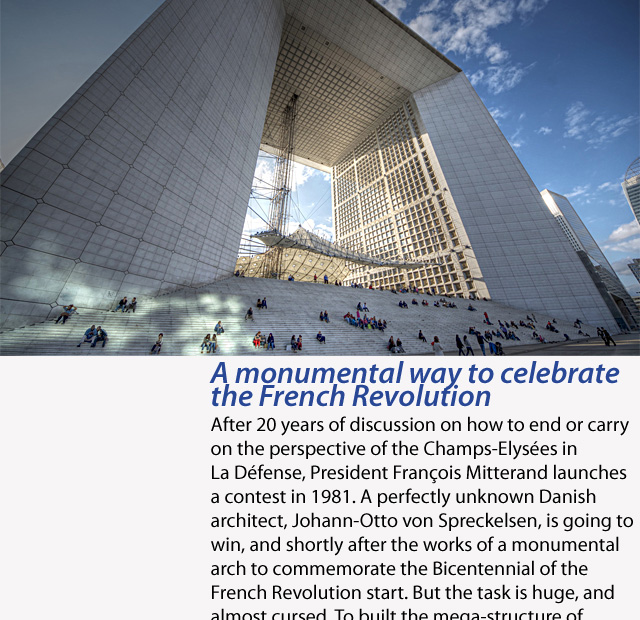 A monumental way to celebrate
the French Revolution
After 20 years of discussion on how to end or carry
on the perspective of the Champs-Elysées in
La Défense, President François Mitterand launches
a contest in 1981. A perfectly unknown Danish
architect, Johann-Otto von Spreckelsen, is going to
win, and shortly after the works of a monumental
arch to commemorate the Bicentennial of the
French Revolution start. But the task is huge, and
almost cursed. To built the mega-structure of